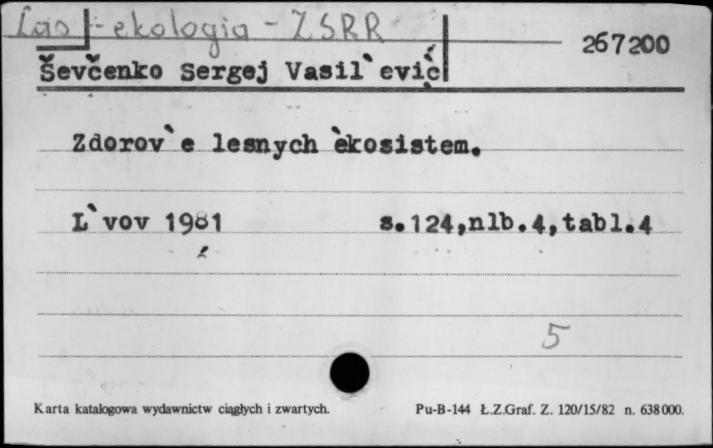 Las - ekologia - ZSRR
267200
Ševčenko Sergej Vasil`evič
Zdorov`e lesnych èkosistem.
L`vov 1981 s.124,nlb.4,tabl.4
5
Karta katalogowa wydawnictw ciągłych i zwartych. Pu-B-144 Ł.Z.Graf. Z. 120/15/82 n. 638000.